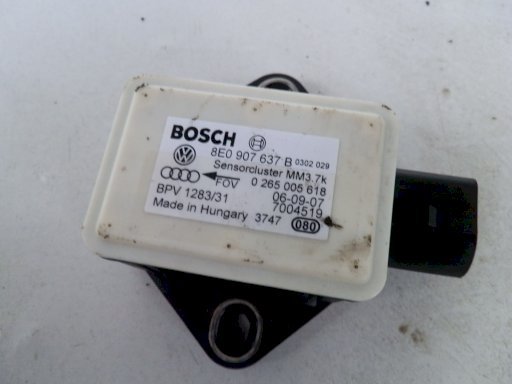 BOSCH
8E0 907 637 B 0302 029
Sensorcluster MM3.7k
FOV 0 265 005 618
BPV 1283/31 06-09-07
7004519
Made in Hungary 3747 080